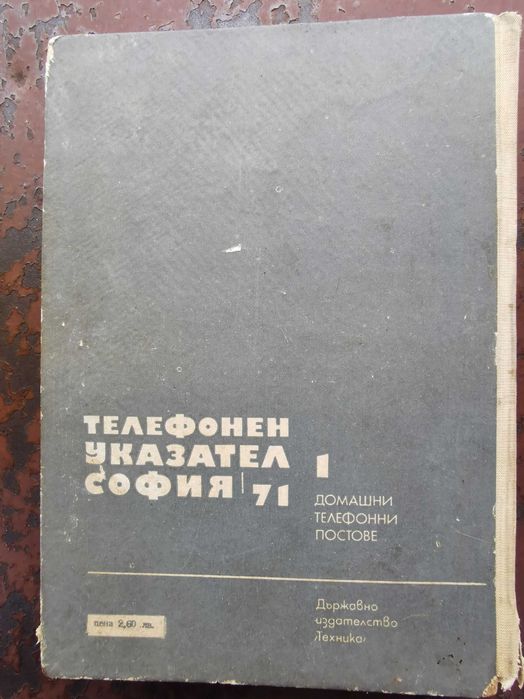 ТЕЛЕФОНЕН
УКАЗАТЕЛ
СОФИЯ/71
1
ДОМАШНИ
ТЕЛЕФОННИ
ПОСТОВЕ
Държавно
издателство
‹Техника›
цена 2,60 лв.